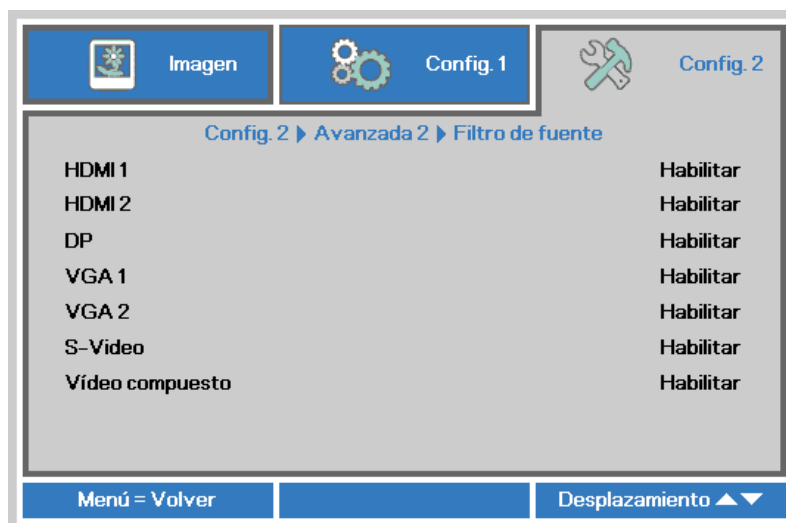 Imagen Config. 1 Config. 2
Config. 2 Avanzada 2 Filtro de fuente
HDMI 1 Habilitar
HDMI 2 Habilitar
DP Habilitar
VGA 1 Habilitar
VGA 2 Habilitar
S-Video Habilitar
Vídeo compuesto Habilitar
Menú = Volver Desplazamiento